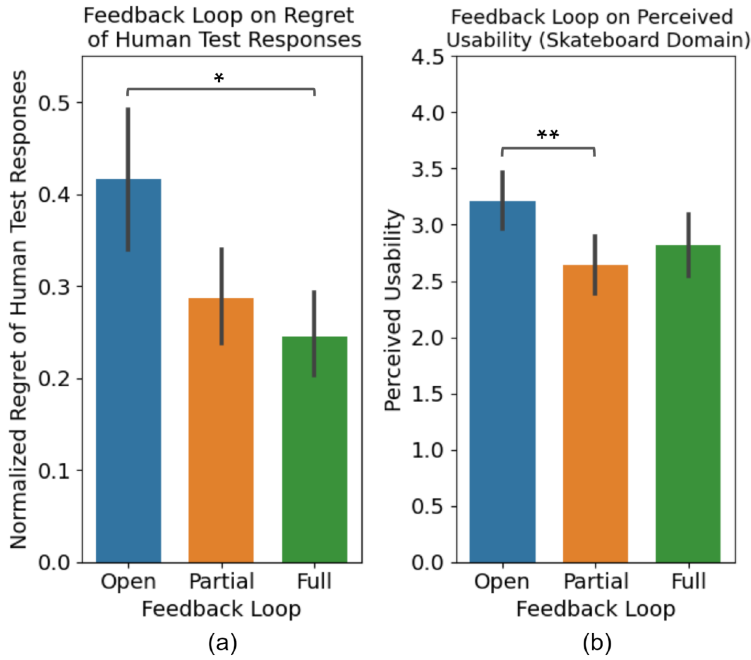 Feedback Loop on Regret
of Human Test Responses
Normalized Regret of Human Test Responses
0.5
0.4
0.3
0.2
0.1
0.0
*
Open Partial Full
Feedback Loop
(a)
Feedback Loop on Perceived
Usability (Skateboard Domain)
Perceived Usability
4.5
4.0
3.5
3.0
2.5
2.0
1.5
1.0
0.5
0.0
**
Open Partial Full
Feedback Loop
(b)